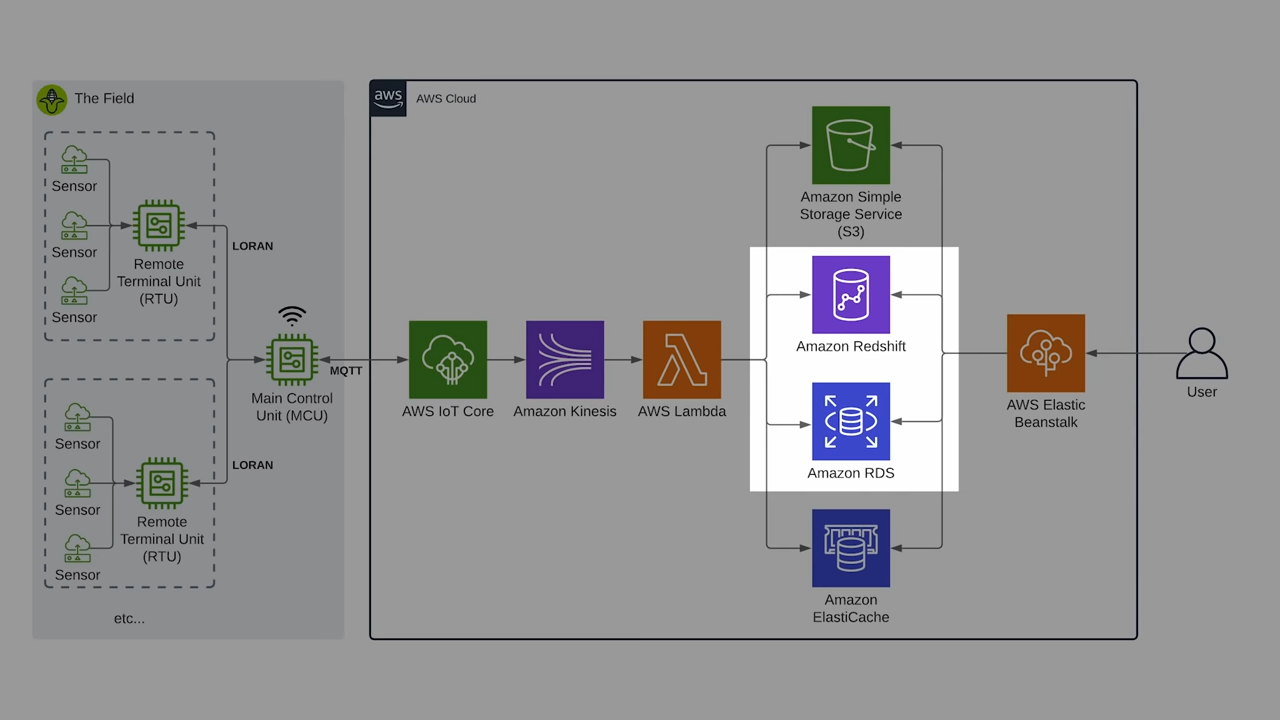 The Field
Sensor
Sensor
Sensor
Remote
Terminal Unit
(RTU)
LORAN
Main Control
Unit (MCU)
MQTT
LORAN
Sensor
Sensor
Sensor
Remote
Terminal Unit
(RTU)
etc...
aws
AWS Cloud
AWS IoT Core
Amazon Kinesis
AWS Lambda
Amazon Simple
Storage Service
(S3)
Amazon Redshift
Amazon RDS
Amazon
ElastiCache
AWS Elastic
Beanstalk
User